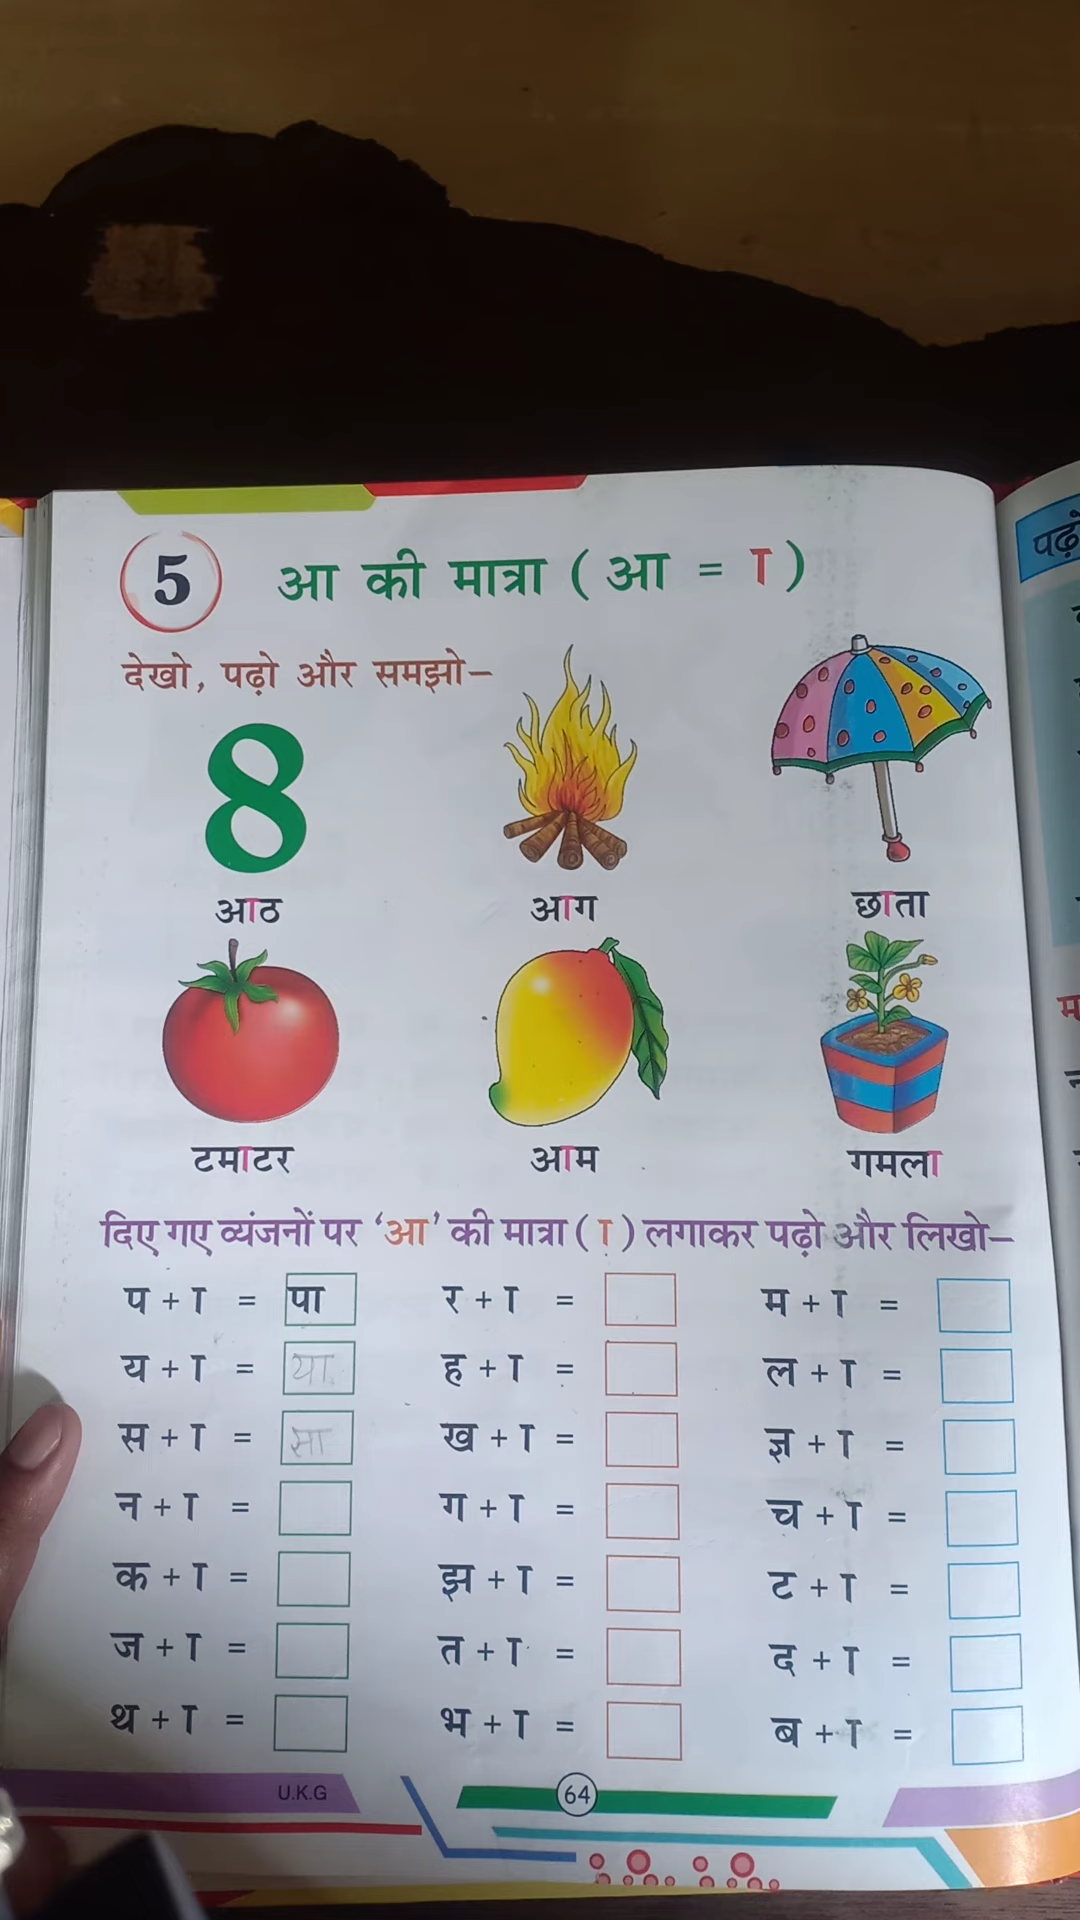 5 आ की मात्रा ( आ = ा )
देखो, पढ़ो और समझो–
8
आठ आग छाता
टमाटर आम गमला
दिए गए व्यंजनों पर ‘आ’ की मात्रा ( ा ) लगाकर पढ़ो और लिखो–
प + ा = पा र + ा = म + ा =
य + ा = या ह + ा = ल + ा =
स + ा = सा ख + ा = ज्ञ + ा =
न + ा = ग + ा = च + ा =
क + ा = झ + ा = ट + ा =
ज + ा = त + ा = द + ा =
थ + ा = भ + ा = ब + ा =
U.K.G 64
पढ़ो